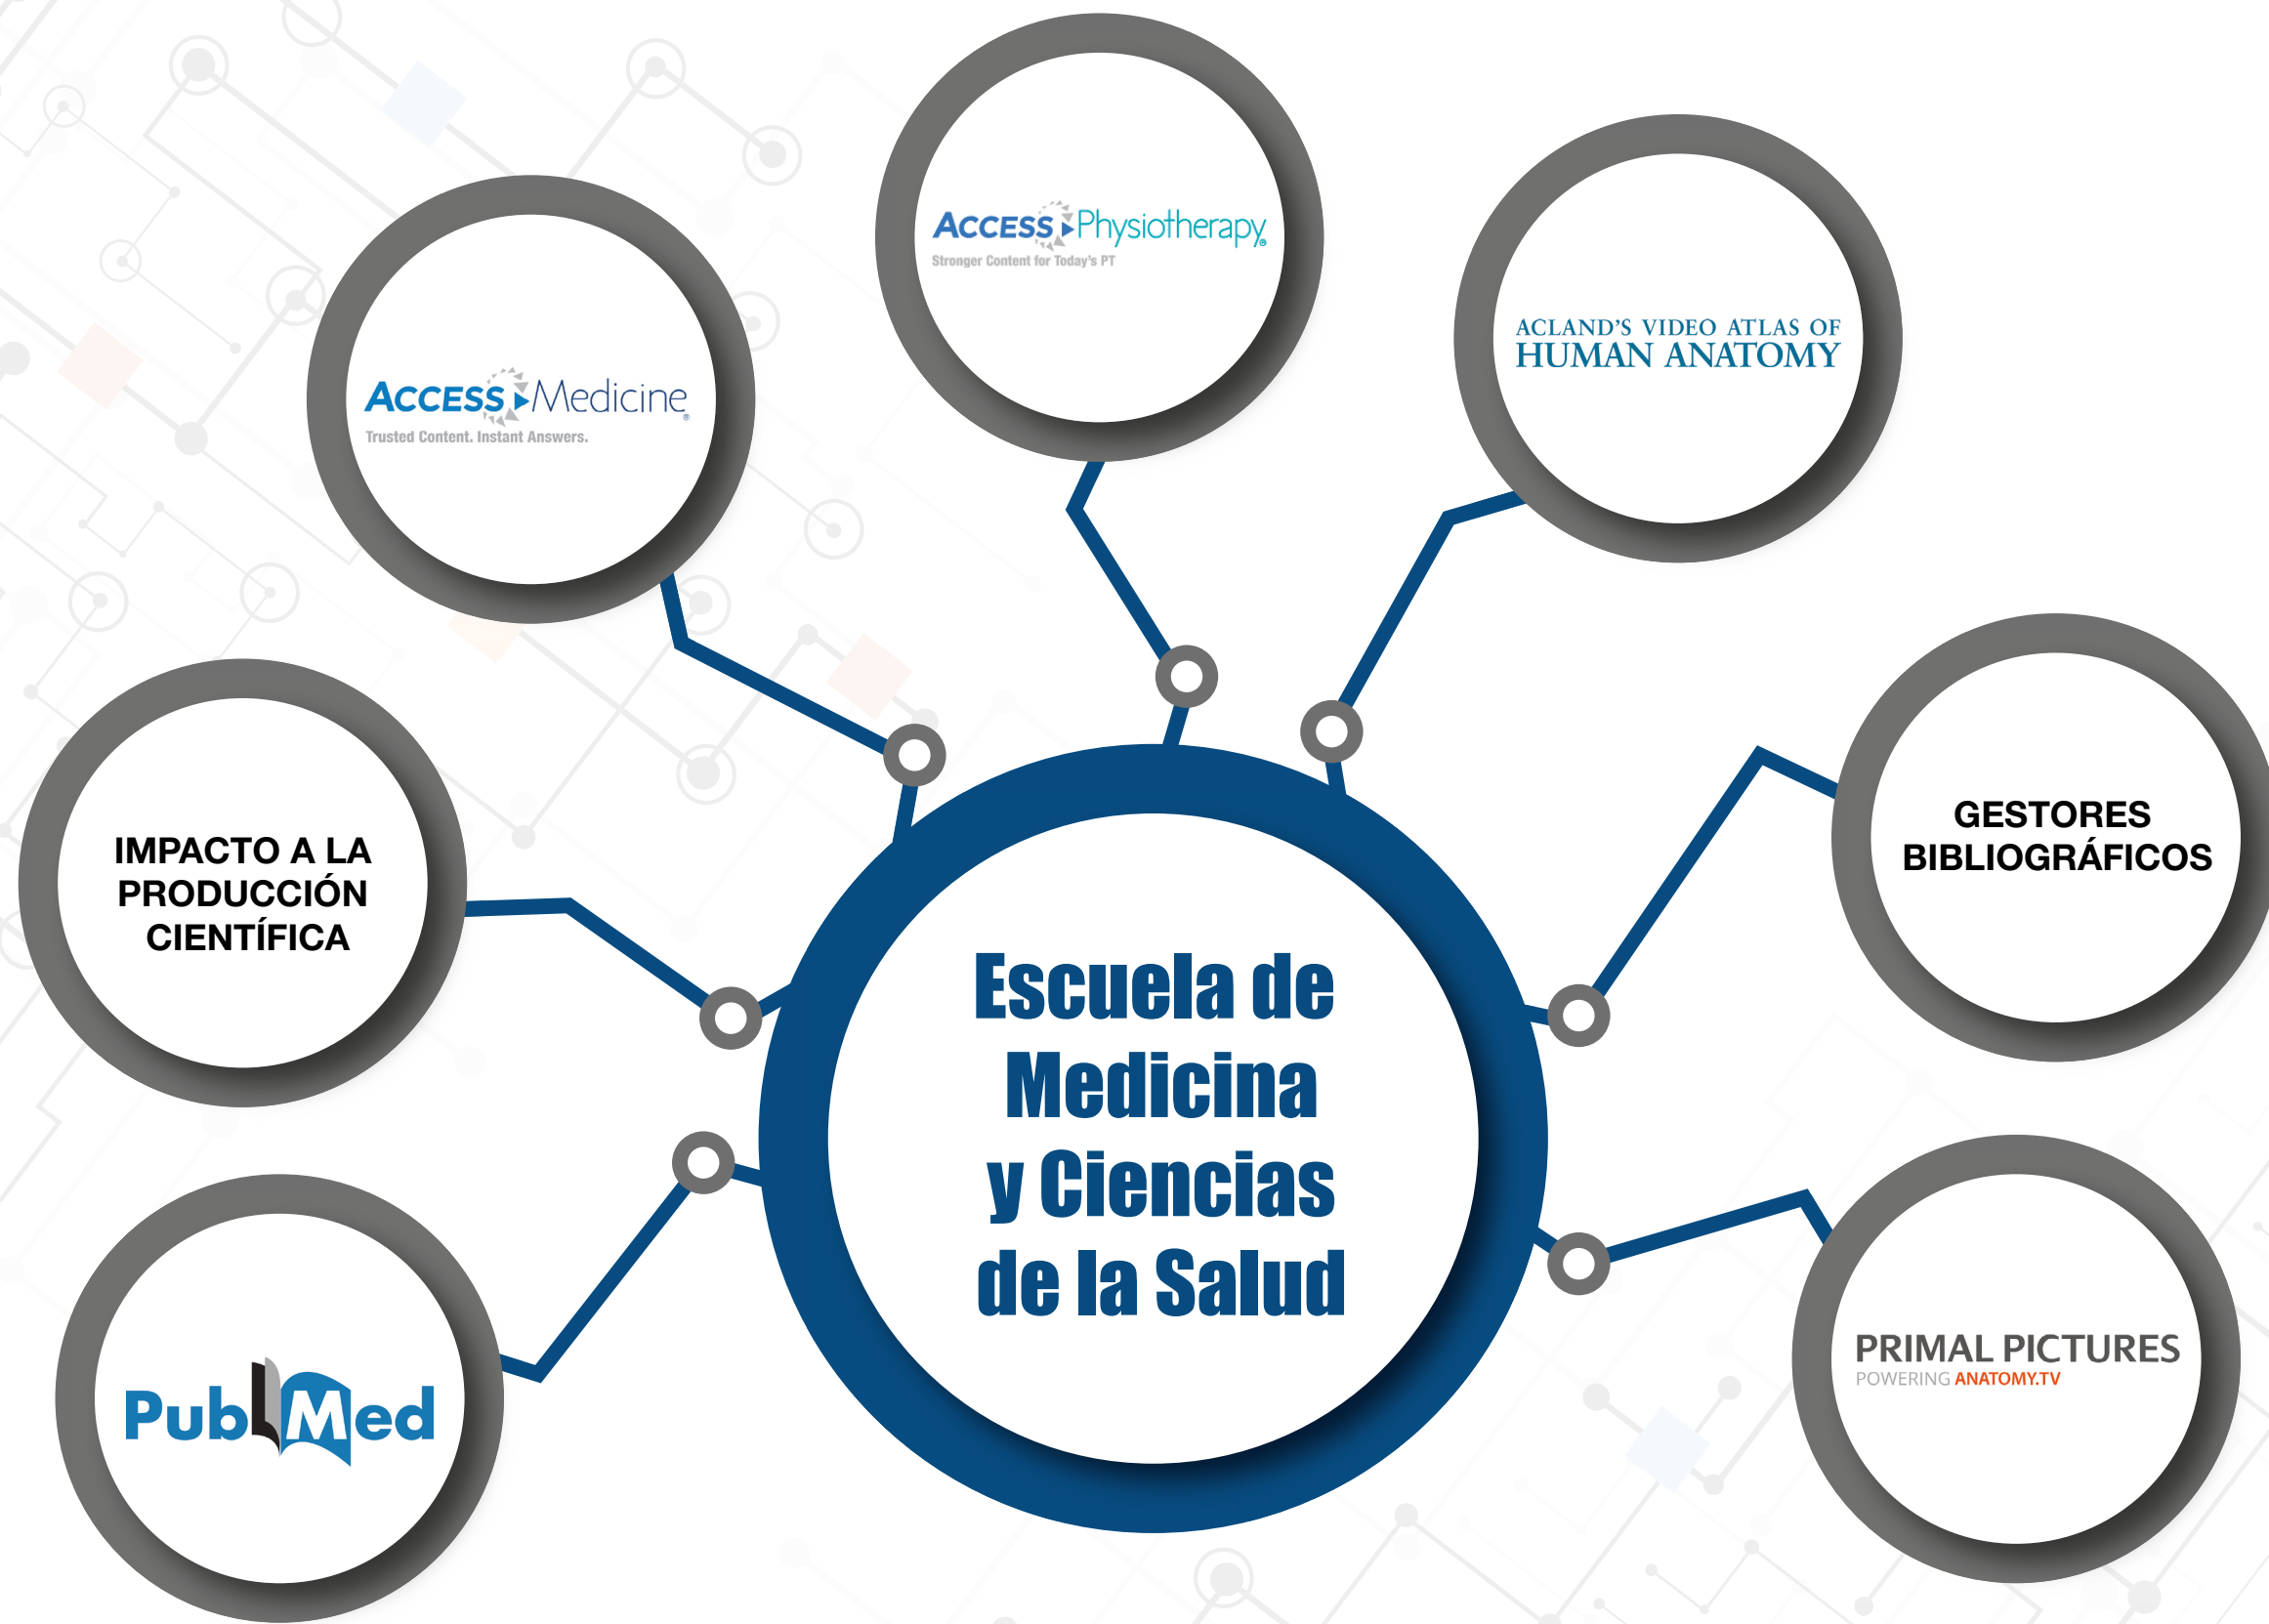 ACCESS Physiotherapy®
Stronger Content for Today's PT
ACLAND'S VIDEO ATLAS OF
HUMAN ANATOMY
ACCESS Medicine®
Trusted Content. Instant Answers.
IMPACTO A LA
PRODUCCIÓN
CIENTÍFICA
GESTORES
BIBLIOGRÁFICOS
Escuela de
Medicina
y Ciencias
de la Salud
PubMed
PRIMAL PICTURES
POWERING ANATOMY.TV